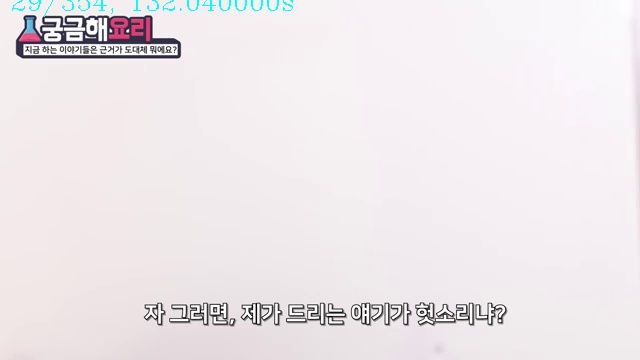 29/354, 132.040000s
궁금해요리
지금 하는 이야기들은 근거가 도대체 뭐에요?
자 그러면, 제가 드리는 얘기가 헛소리냐?